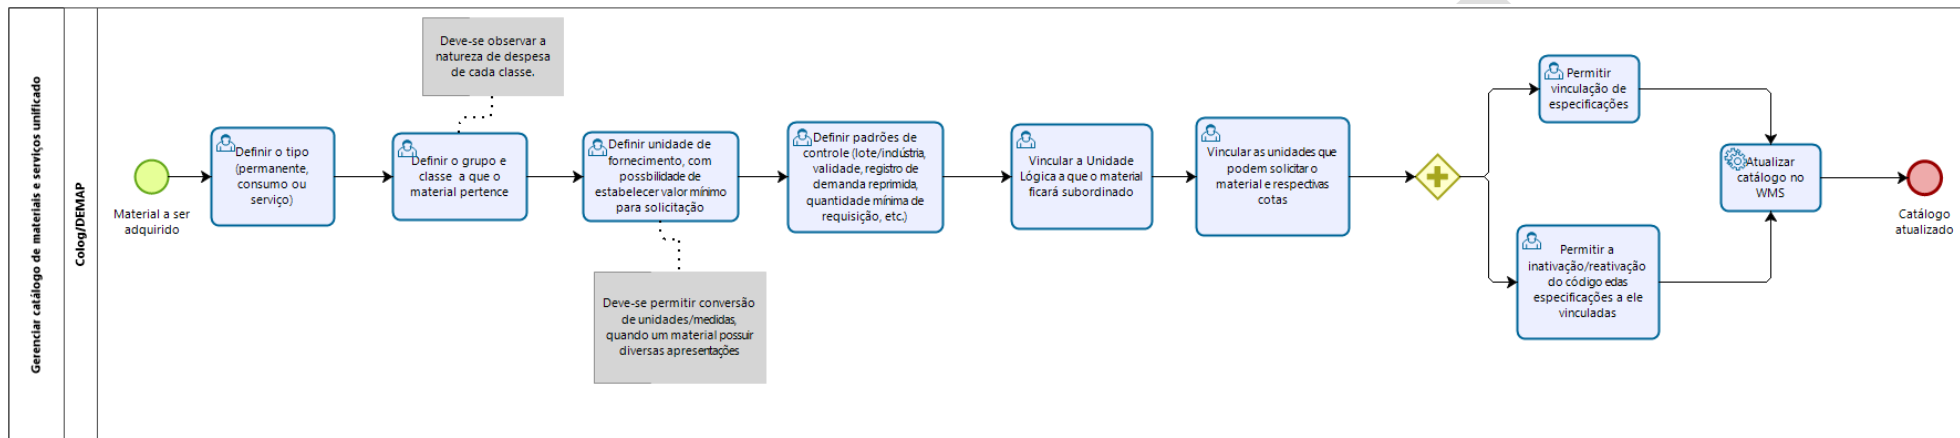 Gerenciar catálogo de materiais e serviços unificado
Colog/DEMAP
Material a ser
adquirido
Definir o tipo
(permanente,
consumo ou
serviço)
Deve-se observar a
natureza de despesa
de cada classe.
Definir o grupo e
classe a que o
material pertence
Definir unidade de
fornecimento, com
possbilidade de
estabelecer valor mínimo
para solicitação
Deve-se permitir conversão
de unidades/medidas,
quando um material possuir
diversas apresentações
Definir padrões de
controle (lote/indústria,
validade, registro de
demanda reprimida,
quantidade mínima de
requisição, etc.)
Vincular a Unidade
Lógica a que o material
ficará subordinado
Vincular as unidades que
podem solicitar o
material e respectivas
cotas
Permitir
vinculação de
especificações
Permitir a
inativação/reativação
do código edas
especificações a ele
vinculadas
Atualizar
catálogo no
WMS
Catálogo
atualizado